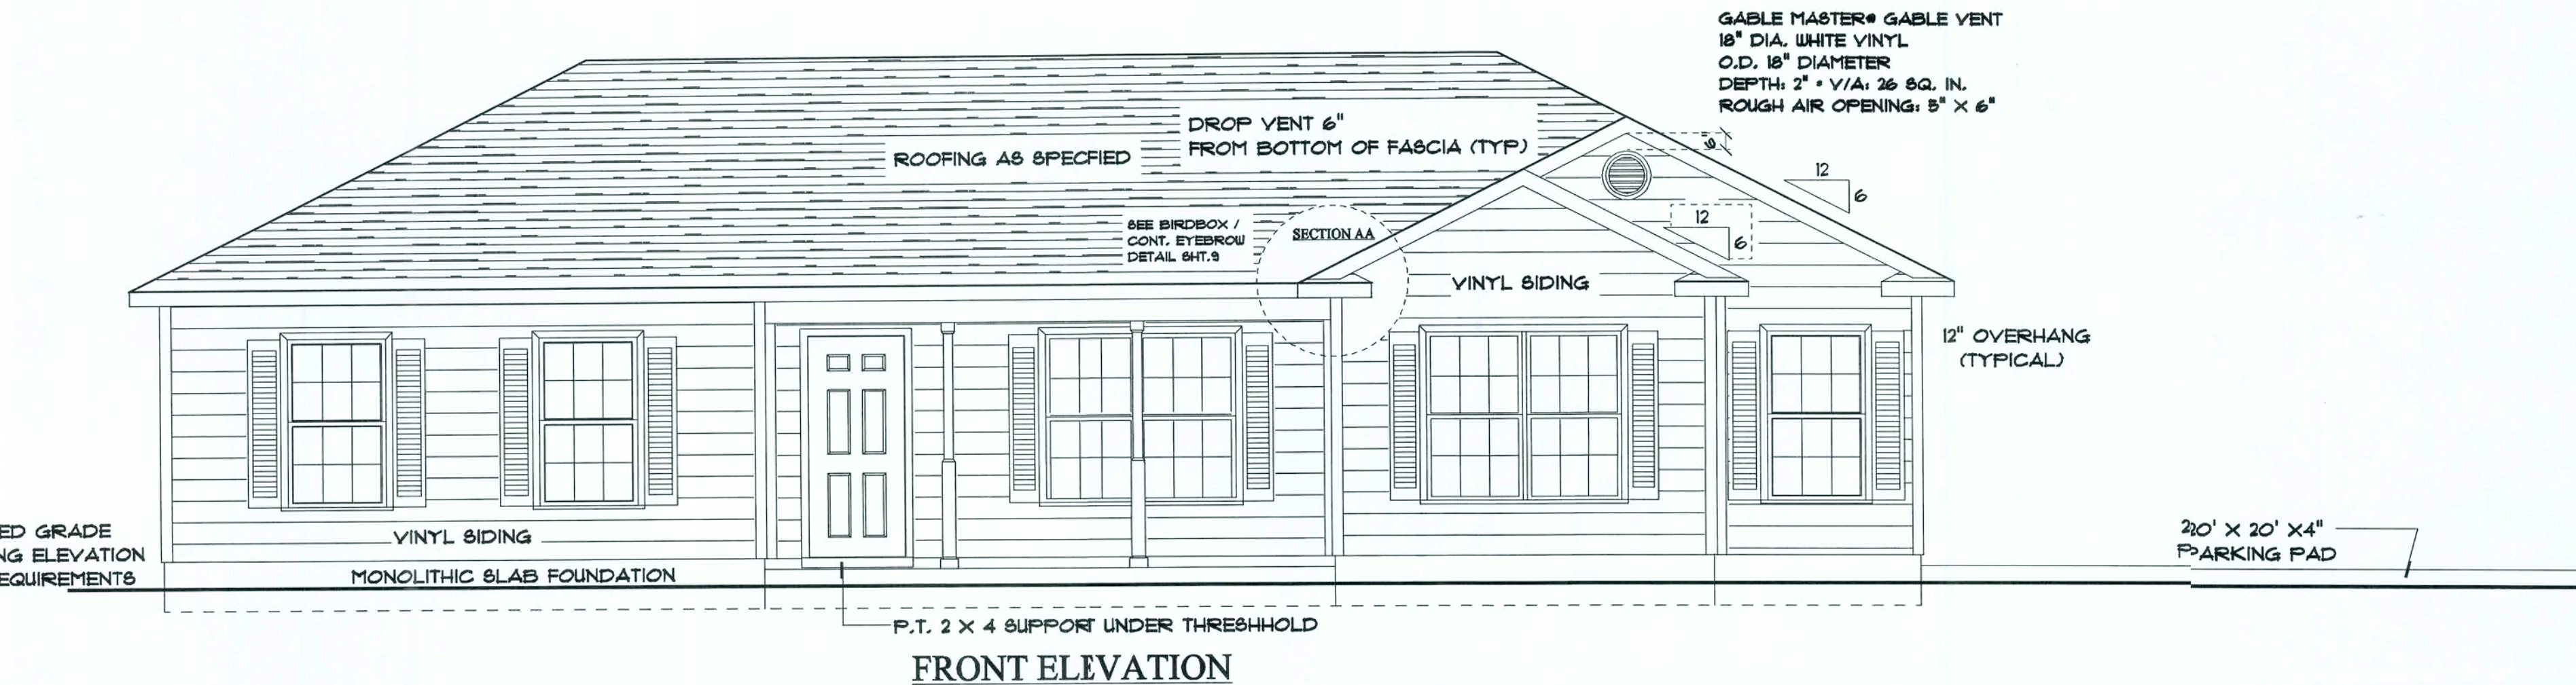 GABLE MASTER® GABLE VENT
18" DIA. WHITE VINYL
O.D. 18" DIAMETER
DEPTH: 2" • V/A: 26 SQ. IN.
ROUGH AIR OPENING: 5" X 6"
DROP VENT 6"
FROM BOTTOM OF FASCIA (TYP)
ROOFING AS SPECFIED
6"
12
6
12
6
SEE BIRDBOX /
CONT. EYEBROW
DETAIL SHT.9
SECTION AA
VINYL SIDING
12" OVERHANG
(TYPICAL)
ED GRADE
NG ELEVATION
EQUIREMENTS
VINYL SIDING
MONOLITHIC SLAB FOUNDATION
20' X 20' X4"
PARKING PAD
P.T. 2 X 4 SUPPORT UNDER THRESHHOLD
FRONT ELEVATION